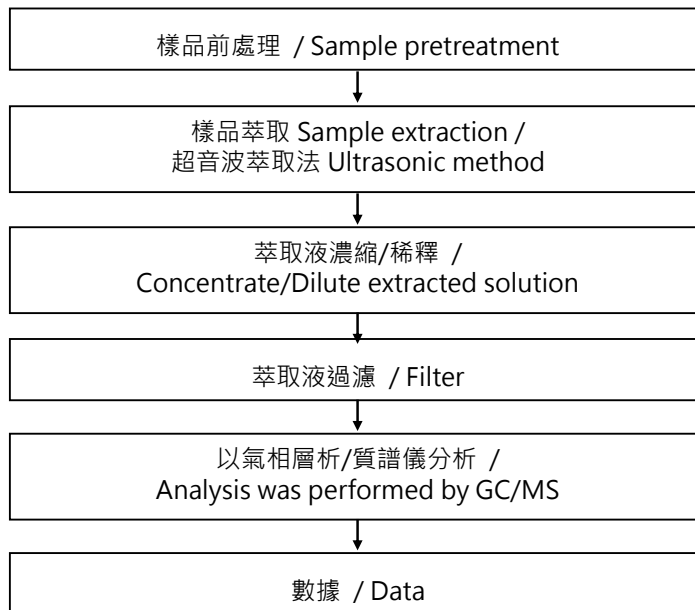 樣品前處理 / Sample pretreatment
樣品萃取 Sample extraction /
超音波萃取法 Ultrasonic method
萃取液濃縮/稀釋 /
Concentrate/Dilute extracted solution
萃取液過濾 / Filter
以氣相層析/質譜儀分析 /
Analysis was performed by GC/MS
數據 / Data